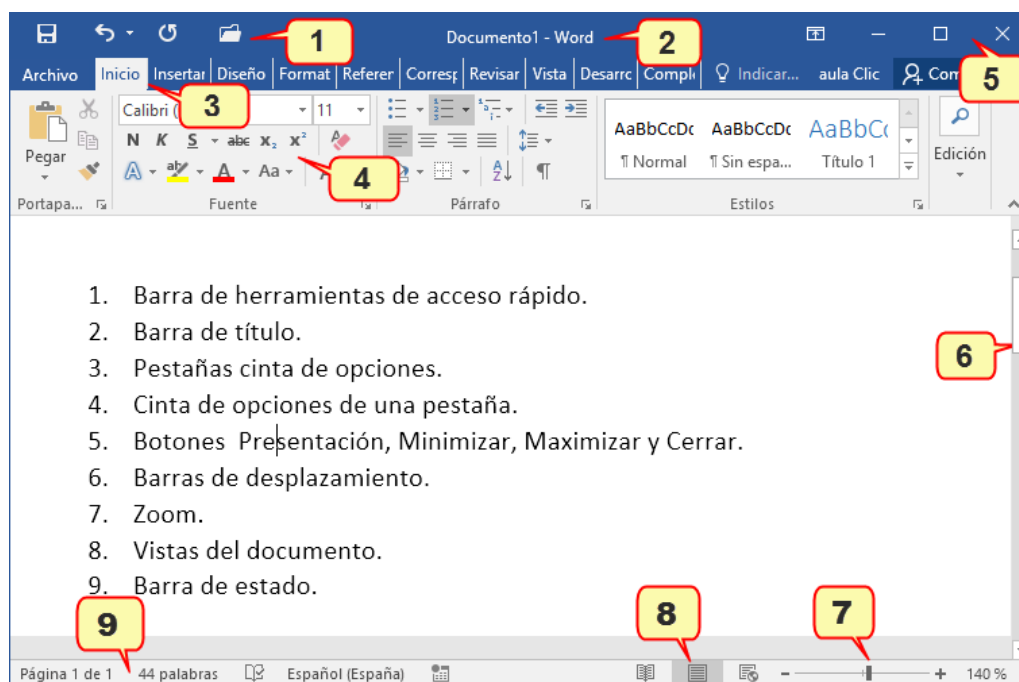 1
Documento1 - Word
2
Archivo Inicio Insertar Diseño Format Referer Corresp Revisar Vista Desarrc Comple Indicar... aula Clic Com
5
3
Calibri ( 11
AaBbCcDc AaBbCcDc AaBbC
Pegar
N K S abc x₂ x²
¶ Normal ¶ Sin espa... Título 1
Edición
A aby A Aa
4
Portapa... Fuente Párrafo Estilos
1. Barra de herramientas de acceso rápido.
2. Barra de título.
3. Pestañas cinta de opciones.
6
4. Cinta de opciones de una pestaña.
5. Botones Presentación, Minimizar, Maximizar y Cerrar.
6. Barras de desplazamiento.
7. Zoom.
8. Vistas del documento.
9. Barra de estado.
9
8
7
Página 1 de 1 44 palabras Español (España) 140 %